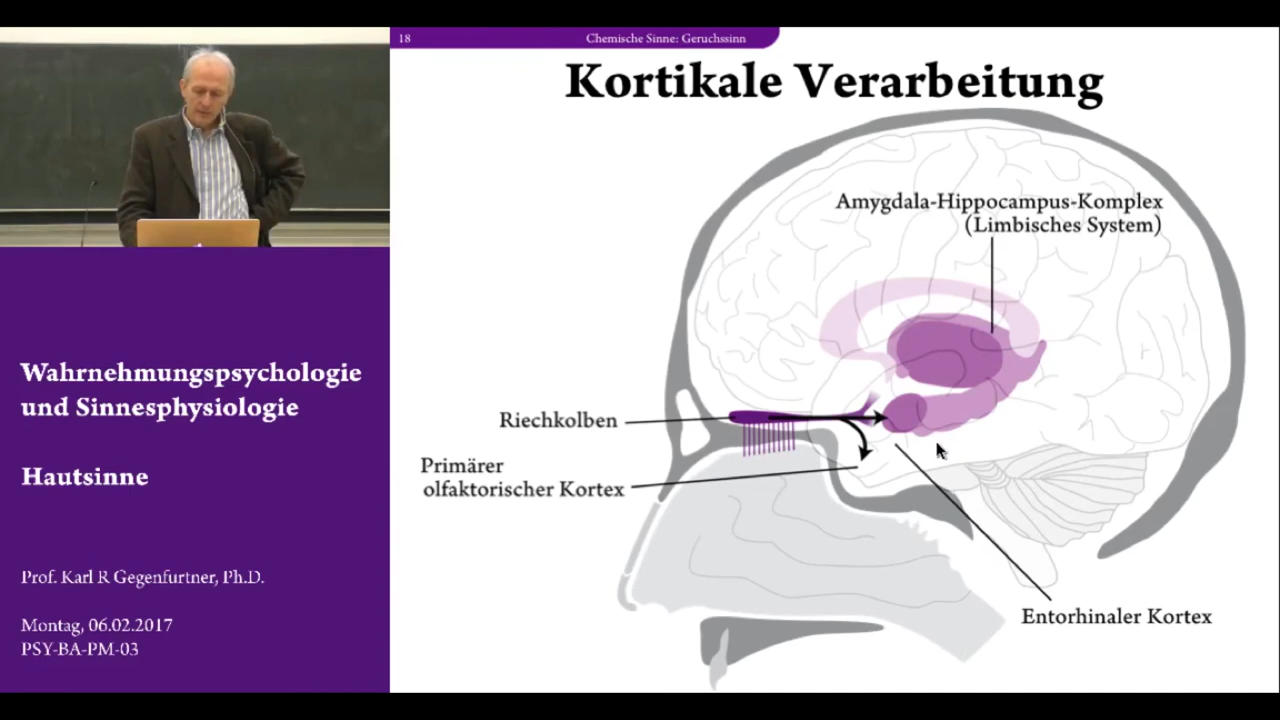 18
Chemische Sinne: Geruchssinn
Kortikale Verarbeitung
Amygdala-Hippocampus-Komplex
(Limbisches System)
Riechkolben
Primärer
olfaktorischer Kortex
Entorhinaler Kortex
Wahrnehmungspsychologie
und Sinnesphysiologie
Hautsinne
Prof. Karl R Gegenfurtner, Ph.D.
Montag, 06.02.2017
PSY-BA-PM-03